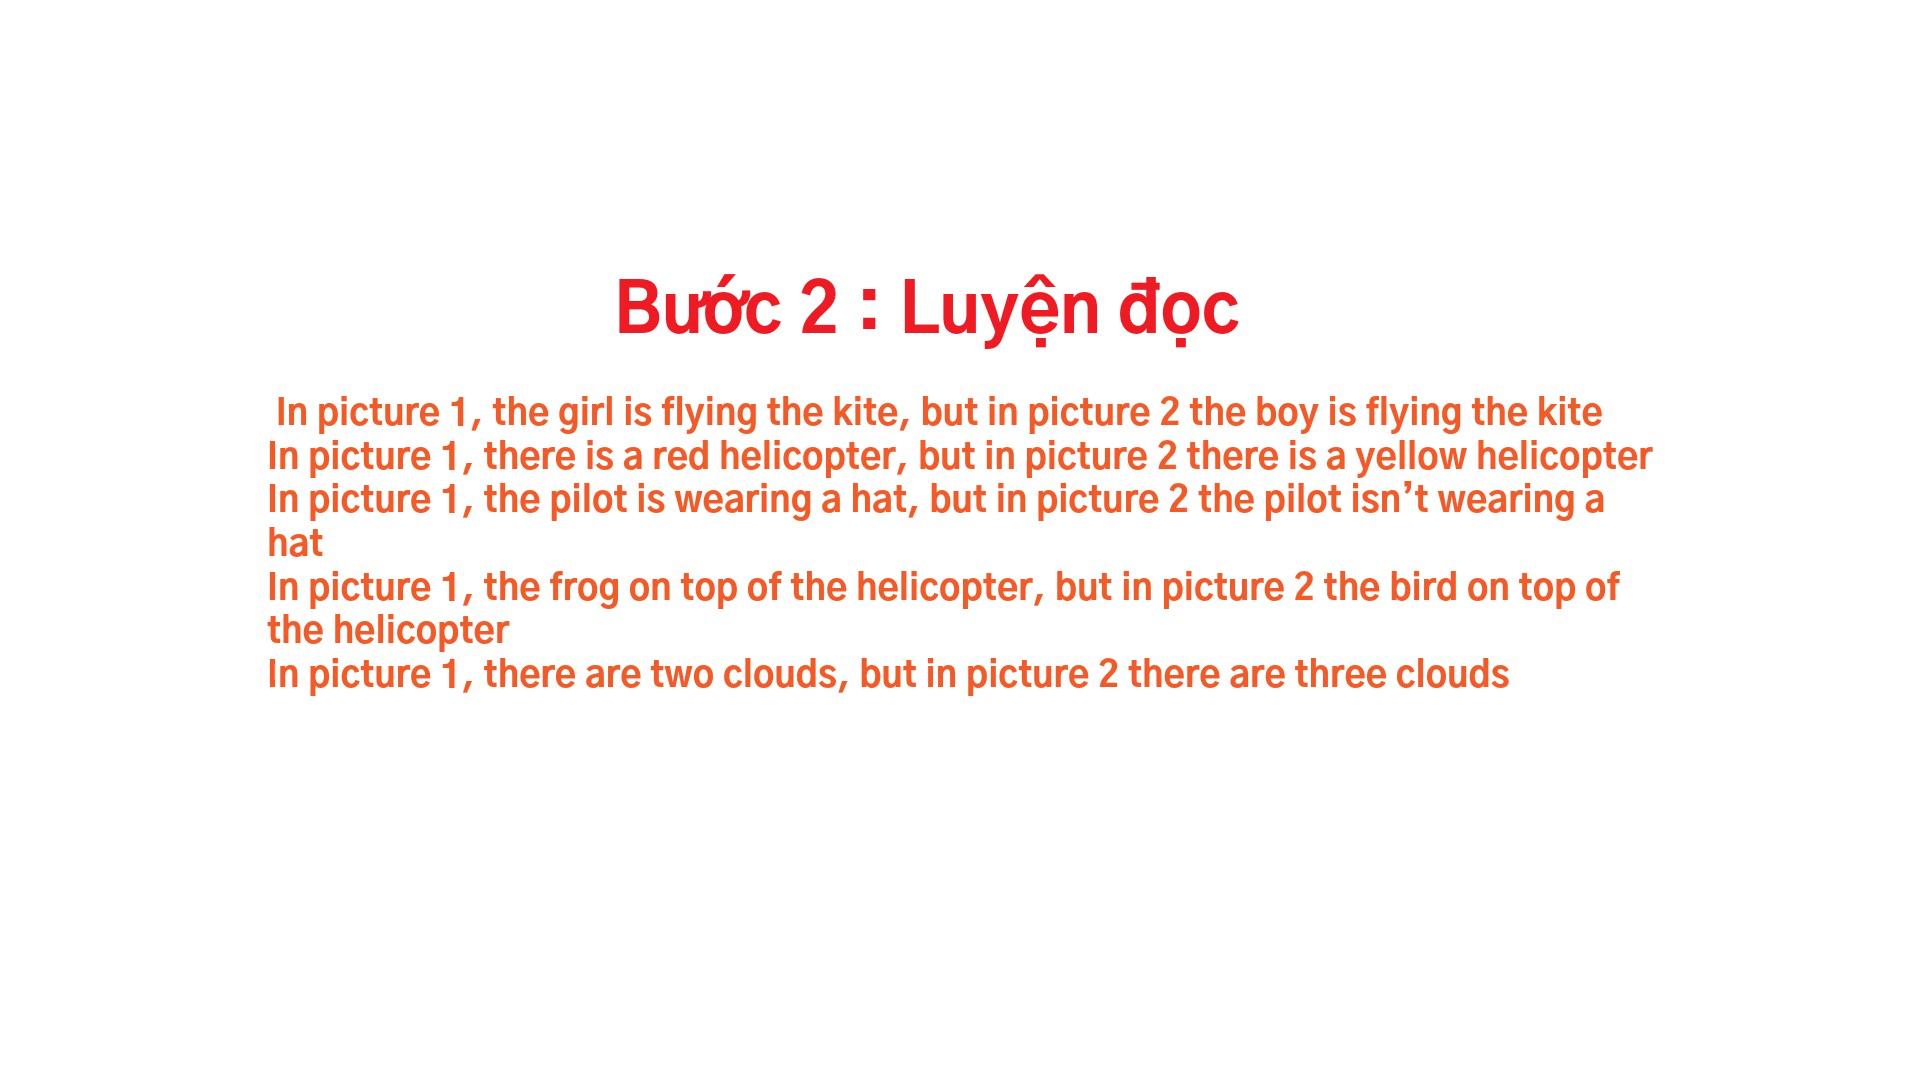 Bước 2 : Luyện đọc
In picture 1, the girl is flying the kite, but in picture 2 the boy is flying the kite
In picture 1, there is a red helicopter, but in picture 2 there is a yellow helicopter
In picture 1, the pilot is wearing a hat, but in picture 2 the pilot isn’t wearing a
hat
In picture 1, the frog on top of the helicopter, but in picture 2 the bird on top of
the helicopter
In picture 1, there are two clouds, but in picture 2 there are three clouds